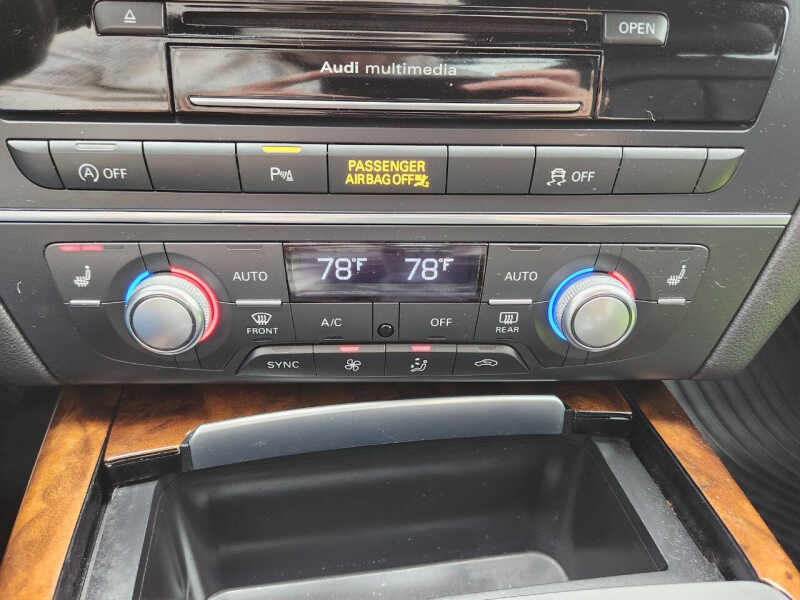 OPEN
Audi multimedia
A OFF
P
PASSENGER
AIRBAG OFF
OFF
AUTO
78°F
78°F
AUTO
FRONT
A/C
OFF
REAR
SYNC